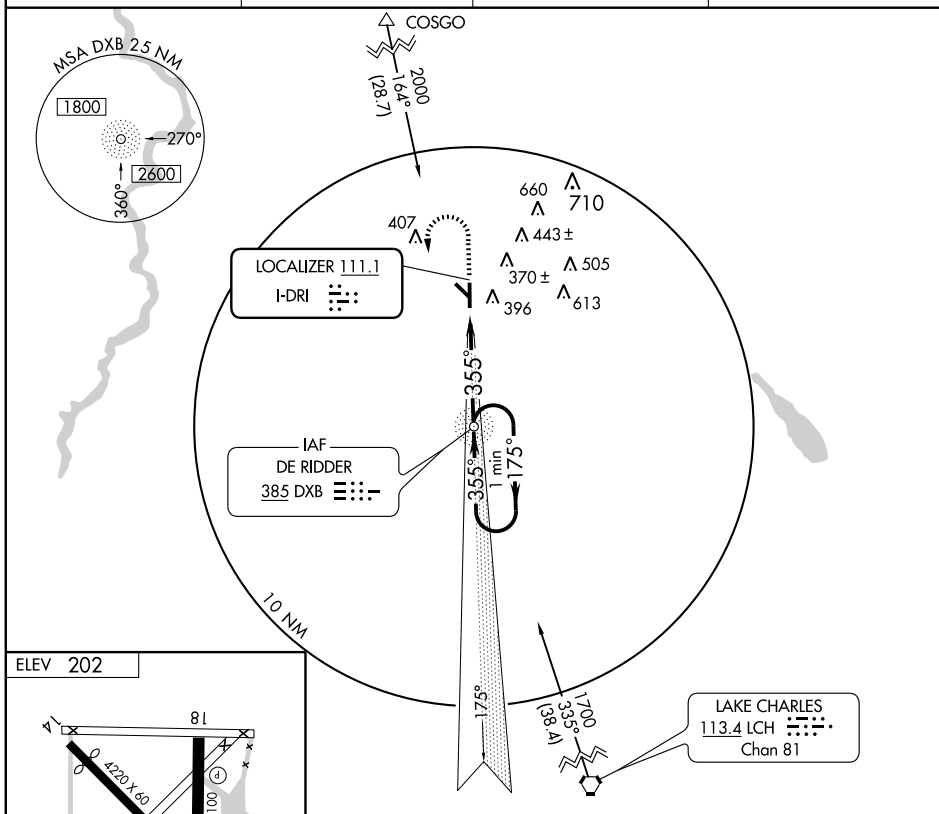 COSGO
MSA DXB 25 NM
1800
270°
2600
360°
2000
164°
(28.7)
660
710
407
443 ±
370 ±
505
396
613
LOCALIZER 111.1
I-DRI
355°
IAF
DE RIDDER
385 DXB
355°
1 min
175°
10 NM
175°
1700
335°
(38.4)
LAKE CHARLES
113.4 LCH
Chan 81
ELEV 202
14
18
4220 X 60
P
100